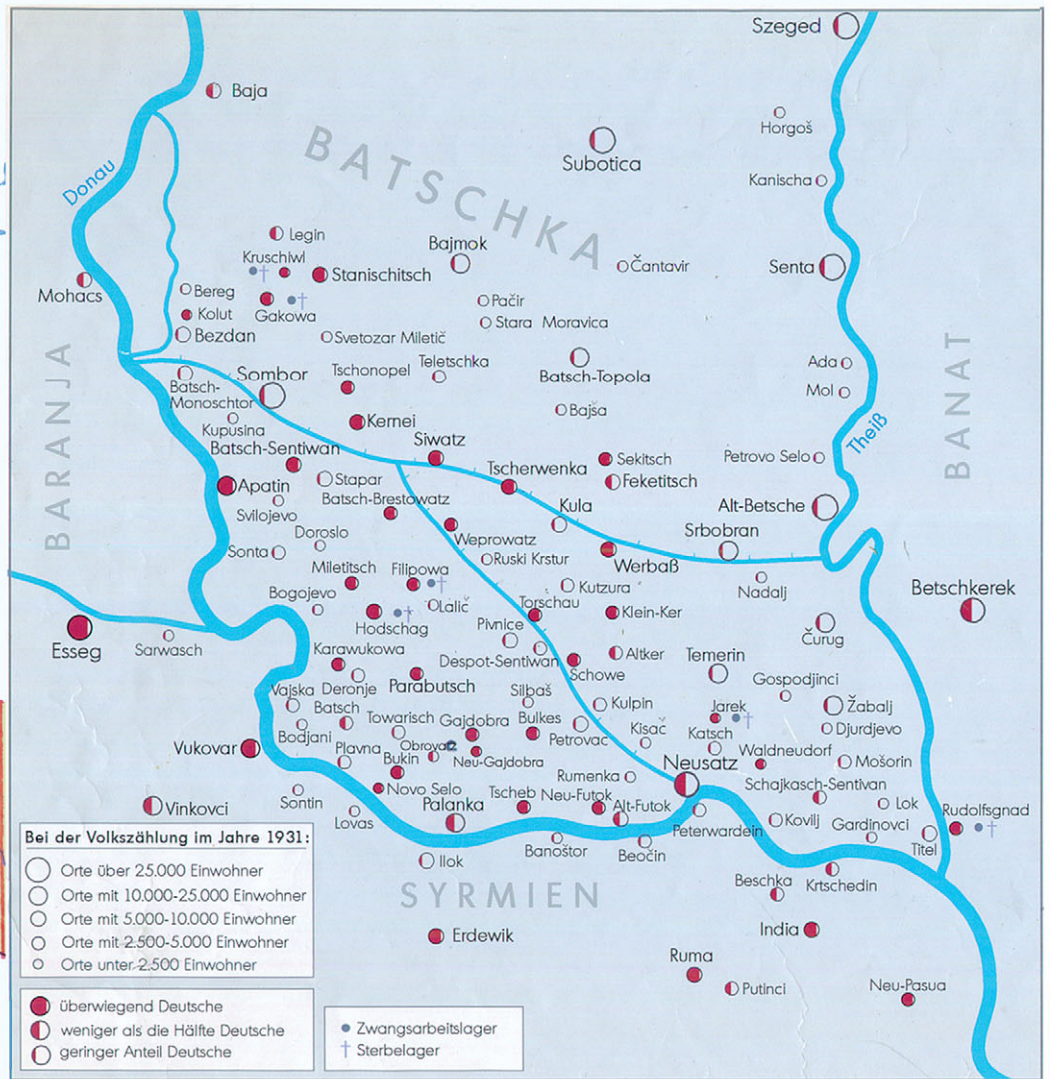 Szeged
Baja
Horgoš
BATSCHKA
Subotica
Donau
Kanischa
Legin
Bajmok
Kruschiwl
Stanischitsch
Čantavir
Senta
Mohacs
Bereg
Gakowa
Pačir
Kolut
Stara Moravica
Bezdan
Svetozar Miletič
BARANJA
BANAT
Teletschka
Ada
Batsch-
Monoschtor
Sombor
Tschonopel
Batsch-Topola
Mol
Kupusina
Kernei
Bajša
Theiß
Siwatz
Batsch-Sentiwan
Tscherwenka
Sekitsch
Petrovo Selo
Apatin
Stapar
Feketitsch
Batsch-Brestowatz
Kula
Alt-Betsche
Svilojevo
Doroslo
Weprowatz
Srbobran
Sonta
Ruski Krstur
Werbaß
Miletitsch
Filipowa
Kutzura
Nadalj
Betschkerek
Bogojevo
Lalič
Torschau
Klein-Ker
Hodschag
Esseg
Sarwasch
Pivnice
Čurug
Karawukowa
Despot-Sentiwan
Altker
Temerin
Schowe
Vajska
Deronje
Parabutsch
Silbaš
Gospodjinci
Batsch
Kulpin
Jarek
Žabalj
Bodjani
Towarisch
Gajdobra
Bulkes
Kisač
Katsch
Djurdjevo
Vukovar
Plavna
Obrovatz
Neu-Gajdobra
Petrovac
Waldneudorf
Mošorin
Bukin
Rumenka
Neusatz
Schajkasch-Sentivan
Sontin
Novo Selo
Tscheb
Neu-Futok
Lok
Rudolfsgnad
Vinkovci
Lovas
Palanka
Alt-Futok
Peterwardein
Kovilj
Gardinovci
Titel
Banoštor
Beočin
Ilok
SYRMIEN
Beschka
Krtschedin
Erdewik
India
Ruma
Putinci
Neu-Pasua
Bei der Volkszählung im Jahre 1931:
Orte über 25.000 Einwohner
Orte mit 10.000-25.000 Einwohner
Orte mit 5.000-10.000 Einwohner
Orte mit 2.500-5.000 Einwohner
Orte unter 2.500 Einwohner
überwiegend Deutsche
weniger als die Hälfte Deutsche
geringer Anteil Deutsche
Zwangsarbeitslager
† Sterbelager